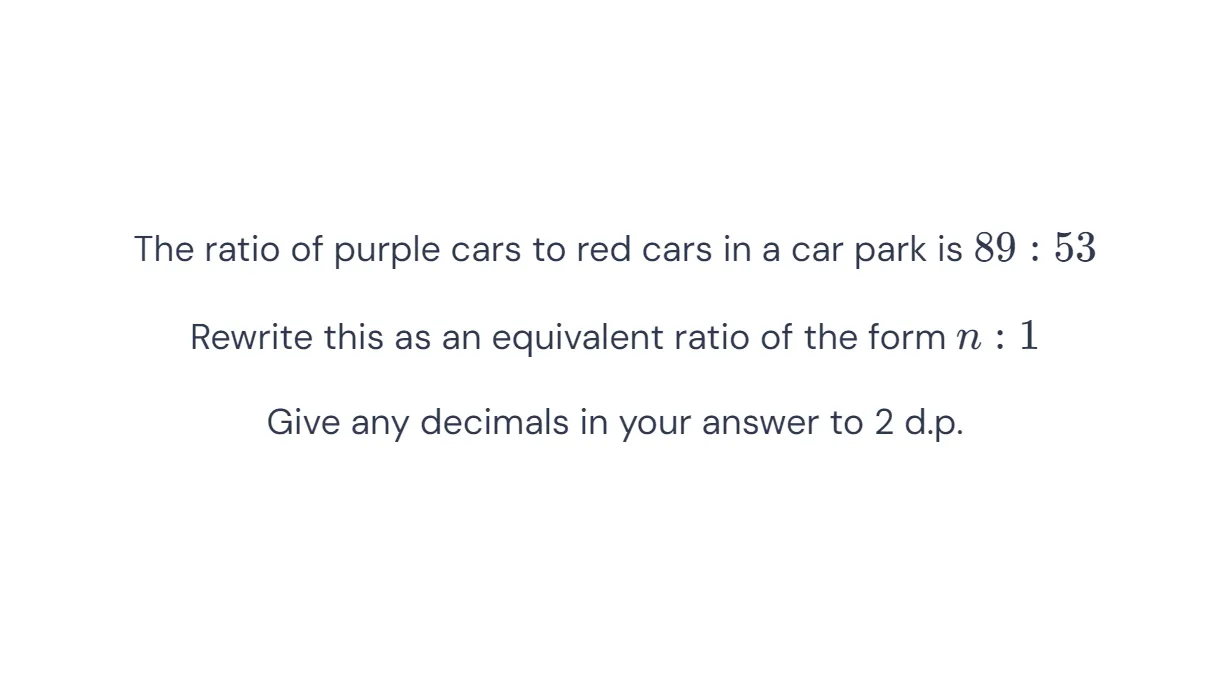 The ratio of purple cars to red cars in a car park is 89 : 53
Rewrite this as an equivalent ratio of the form n : 1
Give any decimals in your answer to 2 d.p.